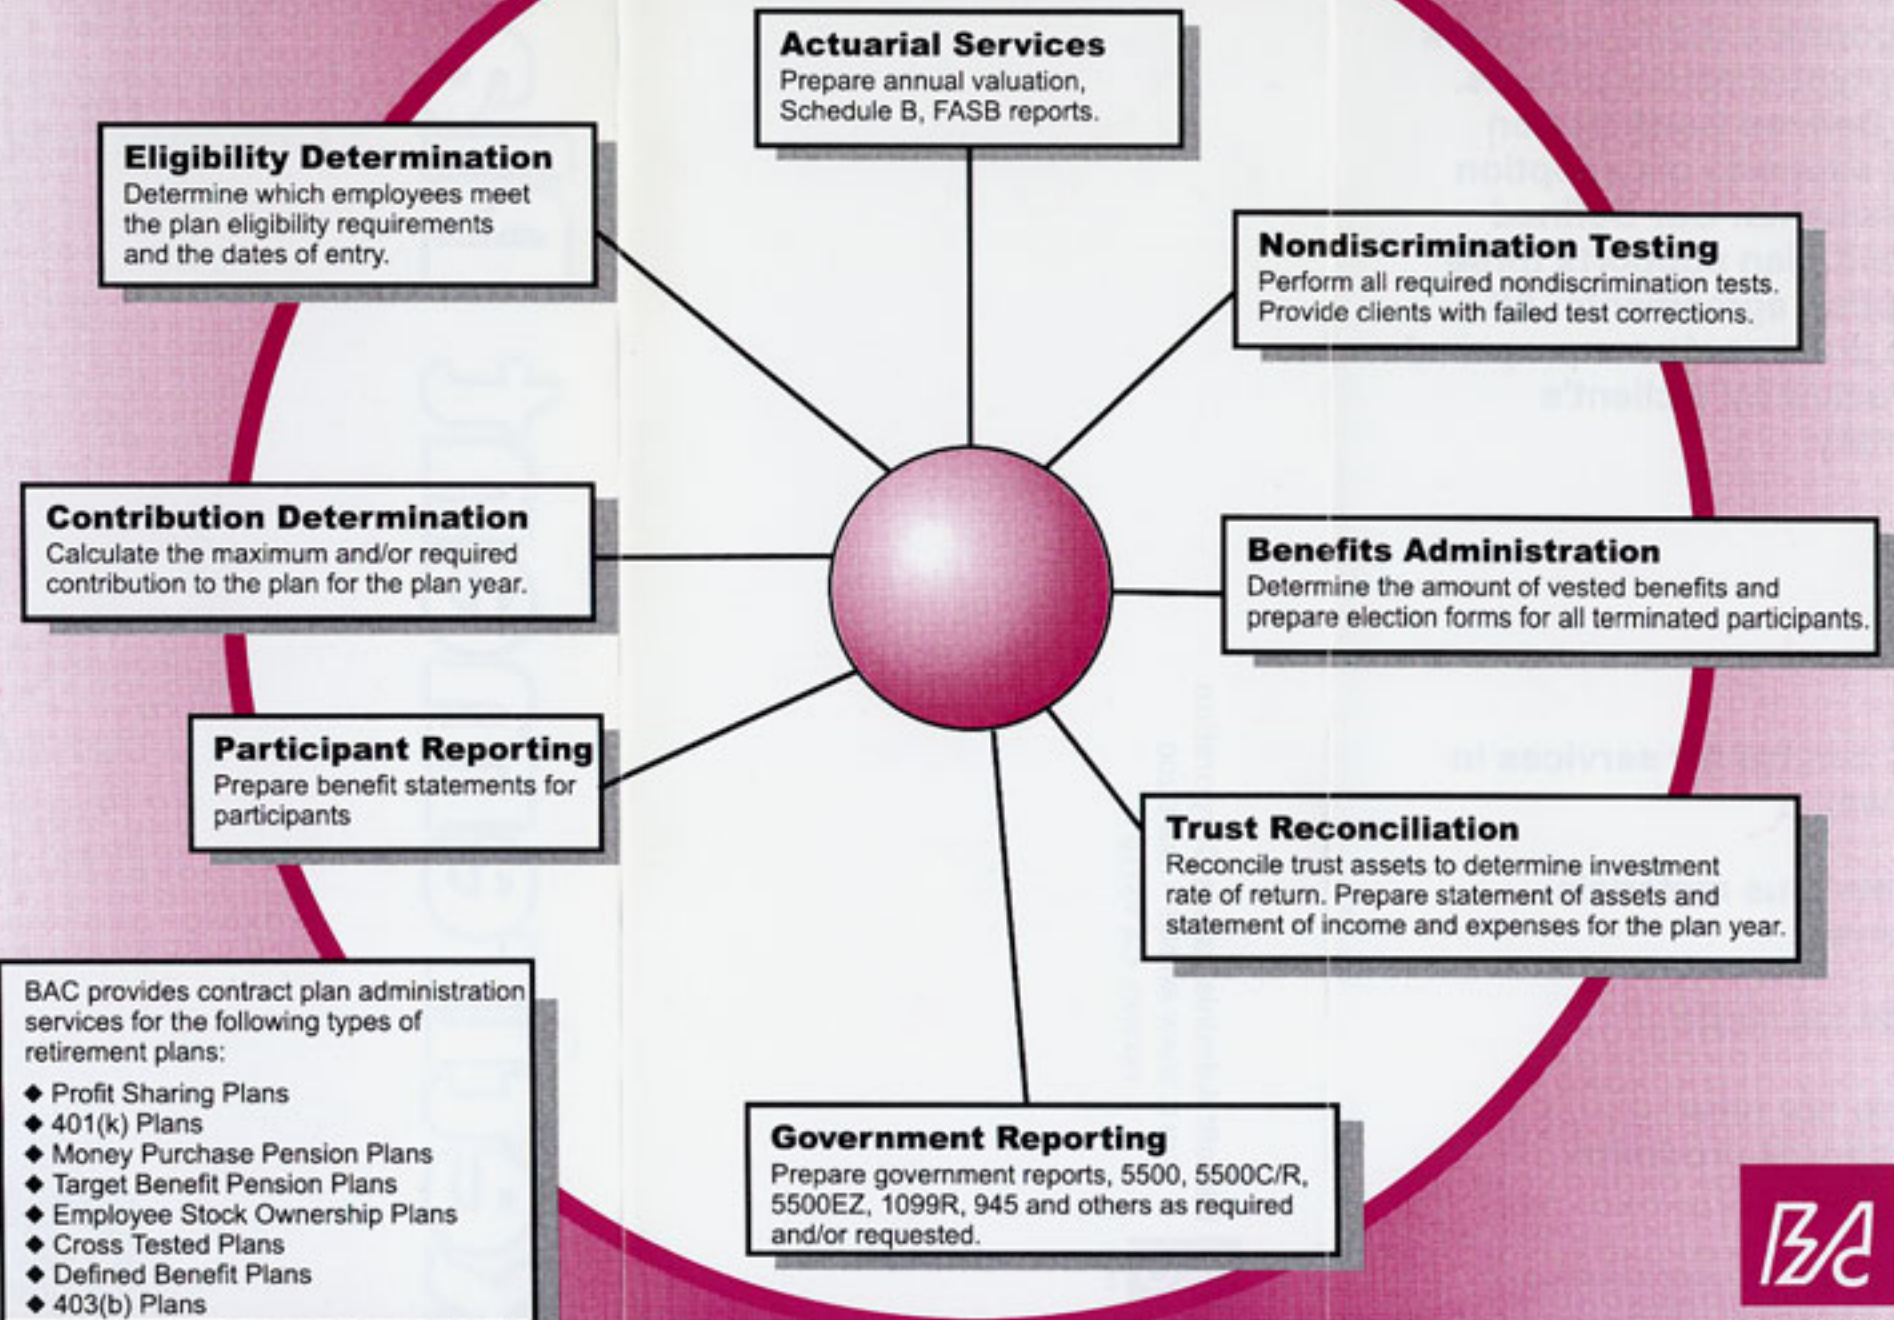 Actuarial Services
Prepare annual valuation,
Schedule B, FASB reports.
Eligibility Determination
Determine which employees meet
the plan eligibility requirements
and the dates of entry.
Nondiscrimination Testing
Perform all required nondiscrimination tests.
Provide clients with failed test corrections.
Contribution Determination
Calculate the maximum and/or required
contribution to the plan for the plan year.
Benefits Administration
Determine the amount of vested benefits and
prepare election forms for all terminated participants.
Participant Reporting
Prepare benefit statements for
participants
Trust Reconciliation
Reconcile trust assets to determine investment
rate of return. Prepare statement of assets and
statement of income and expenses for the plan year.
BAC provides contract plan administration
services for the following types of
retirement plans:
◆ Profit Sharing Plans
◆ 401(k) Plans
◆ Money Purchase Pension Plans
◆ Target Benefit Pension Plans
◆ Employee Stock Ownership Plans
◆ Cross Tested Plans
◆ Defined Benefit Plans
◆ 403(b) Plans
Government Reporting
Prepare government reports, 5500, 5500C/R,
5500EZ, 1099R, 945 and others as required
and/or requested.
BAC